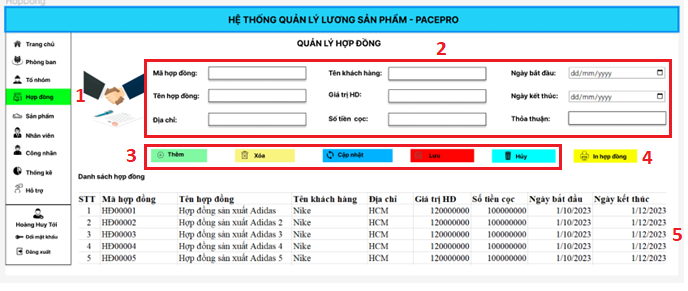 HopDong
HỆ THỐNG QUẢN LÝ LƯƠNG SẢN PHẨM - PACEPRO
Trang chủ
Phòng ban
Tổ nhóm
Hợp đồng
Sản phẩm
Nhân viên
Công nhân
Thống kê
Hỗ trợ
Hoàng Huy Tới
Đổi mật khẩu
Đăng xuất
1
QUẢN LÝ HỢP ĐỒNG
2
Mã hợp đồng: Tên khách hàng: Ngày bắt đầu: dd/mm/yyyy
Tên hợp đồng: Giá trị HD: Ngày kết thúc: dd/mm/yyyy
Địa chỉ: Số tiền cọc: Thỏa thuận:
3 Thêm Xóa Cập nhật Lưu Hủy In hợp đồng 4
Danh sách hợp đồng
STT Mã hợp đồng Tên hợp đồng Tên khách hàng Địa chỉ Giá trị HĐ Số tiền cọc Ngày bắt đầu Ngày kết thúc
1 HĐ00001 Hợp đồng sản xuất Adidas Nike HCM 120000000 100000000 1/10/2023 1/12/2023
2 HĐ00002 Hợp đồng sản xuất Adidas 2 Nike HCM 120000000 100000000 1/10/2023 1/12/2023
3 HĐ00003 Hợp đồng sản xuất Adidas 3 Nike HCM 120000000 100000000 1/10/2023 1/12/2023
4 HĐ00004 Hợp đồng sản xuất Adidas 4 Nike HCM 120000000 100000000 1/10/2023 1/12/2023
5 HĐ00005 Hợp đồng sản xuất Adidas 5 Nike HCM 120000000 100000000 1/10/2023 1/12/2023
5